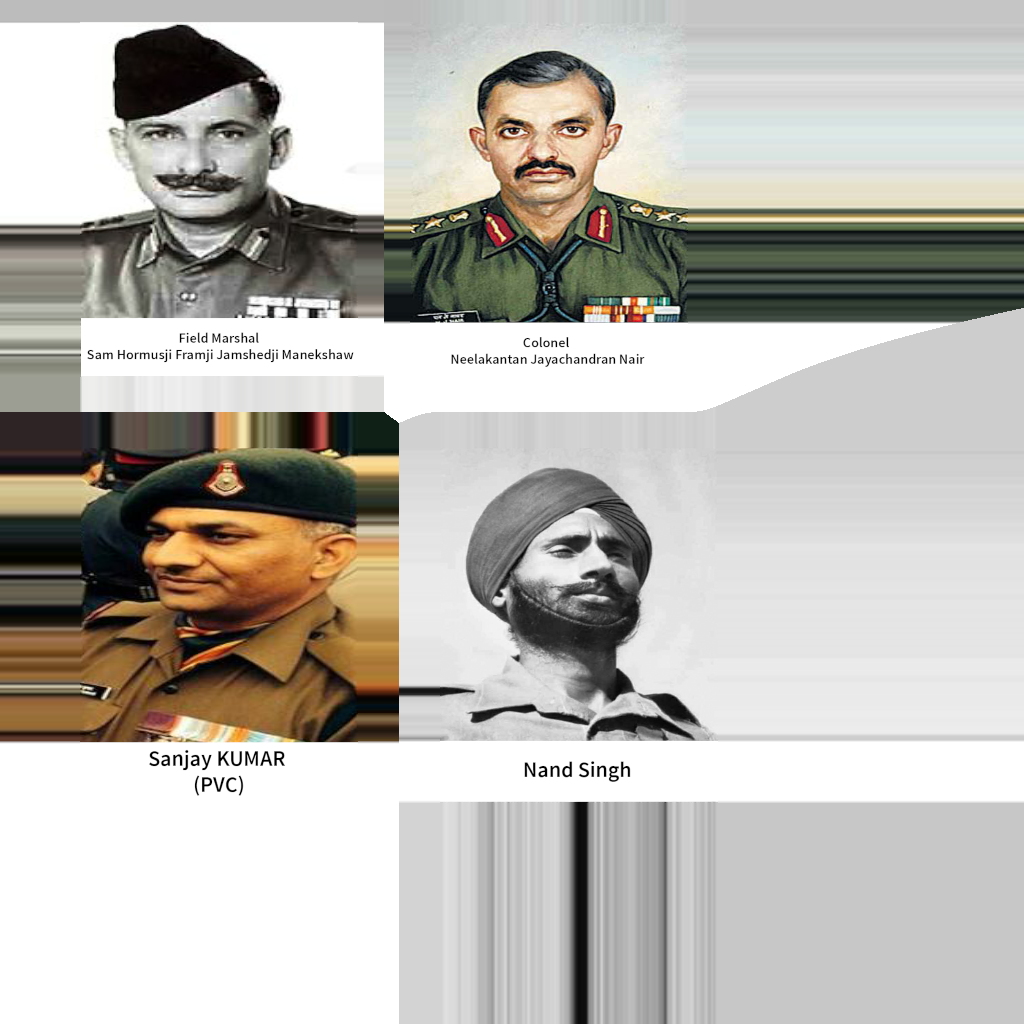 Field Marshal
Sam Hormusji Framji Jamshedji Manekshaw
Colonel
Neelakantan Jayachandran Nair
Sanjay KUMAR
(PVC)
Nand Singh